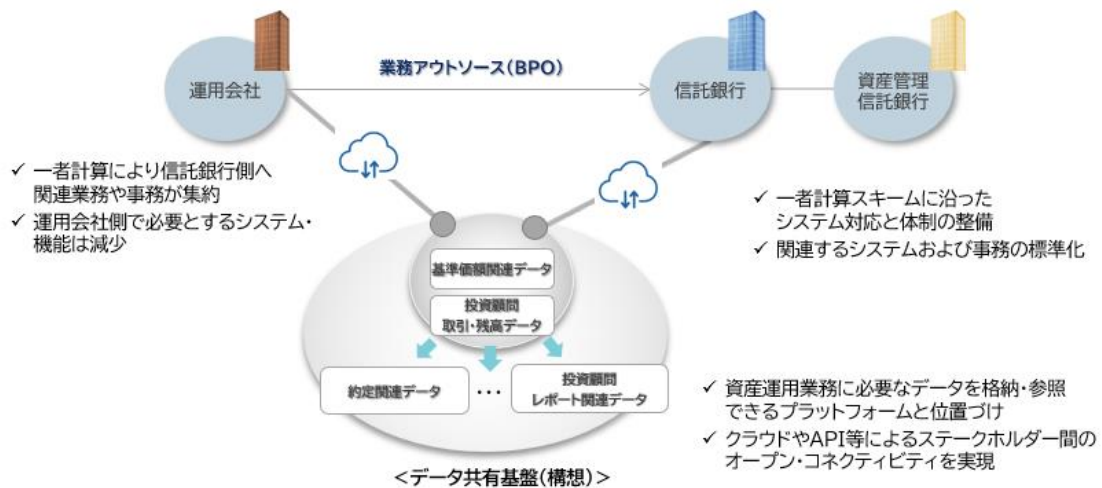 業務アウトソース(BPO)
運用会社
信託銀行
資産管理
信託銀行
✓ 一者計算により信託銀行側へ
関連業務や事務が集約
✓ 運用会社側で必要とするシステム・
機能は減少
✓ 一者計算スキームに沿った
システム対応と体制の整備
✓ 関連するシステムおよび事務の標準化
基準価額関連データ
投資顧問
取引・残高データ
約定関連データ
・・・
投資顧問
レポート関連データ
✓ 資産運用業務に必要なデータを格納・参照
できるプラットフォームと位置づけ
✓ クラウドやAPI等によるステークホルダー間の
オープン・コネクティビティを実現
<データ共有基盤(構想)>